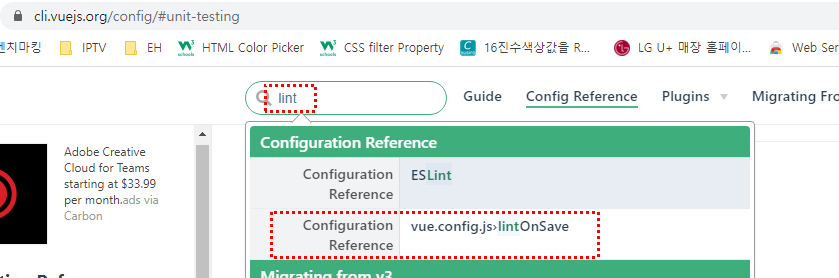 cli.vuejs.org/config/#unit-testing
벤치마킹 IPTV EH HTML Color Picker CSS filter Property 16진수색상값을 R... LG U+ 매장 홈페이... Web Serv
lint Guide Config Reference Plugins Migrating Fro
Adobe Creative
Cloud for Teams
starting at $33.99
per month.ads via
Carbon
Configuration Reference
Configuration
Reference
ESLint
Configuration
Reference
vue.config.js›lintOnSave
Migrating from v3